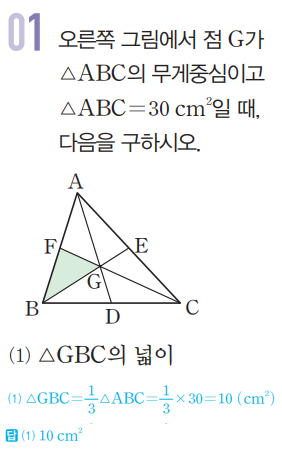 01 오른쪽 그림에서 점 G가
△ABC의 무게중심이고
△ABC=30 cm²일 때,
다음을 구하시오.
A
F E
G
B C
D
(1) △GBC의 넓이
(1) △GBC=1/3△ABC=1/3×30=10 (cm²)
답 (1) 10 cm²